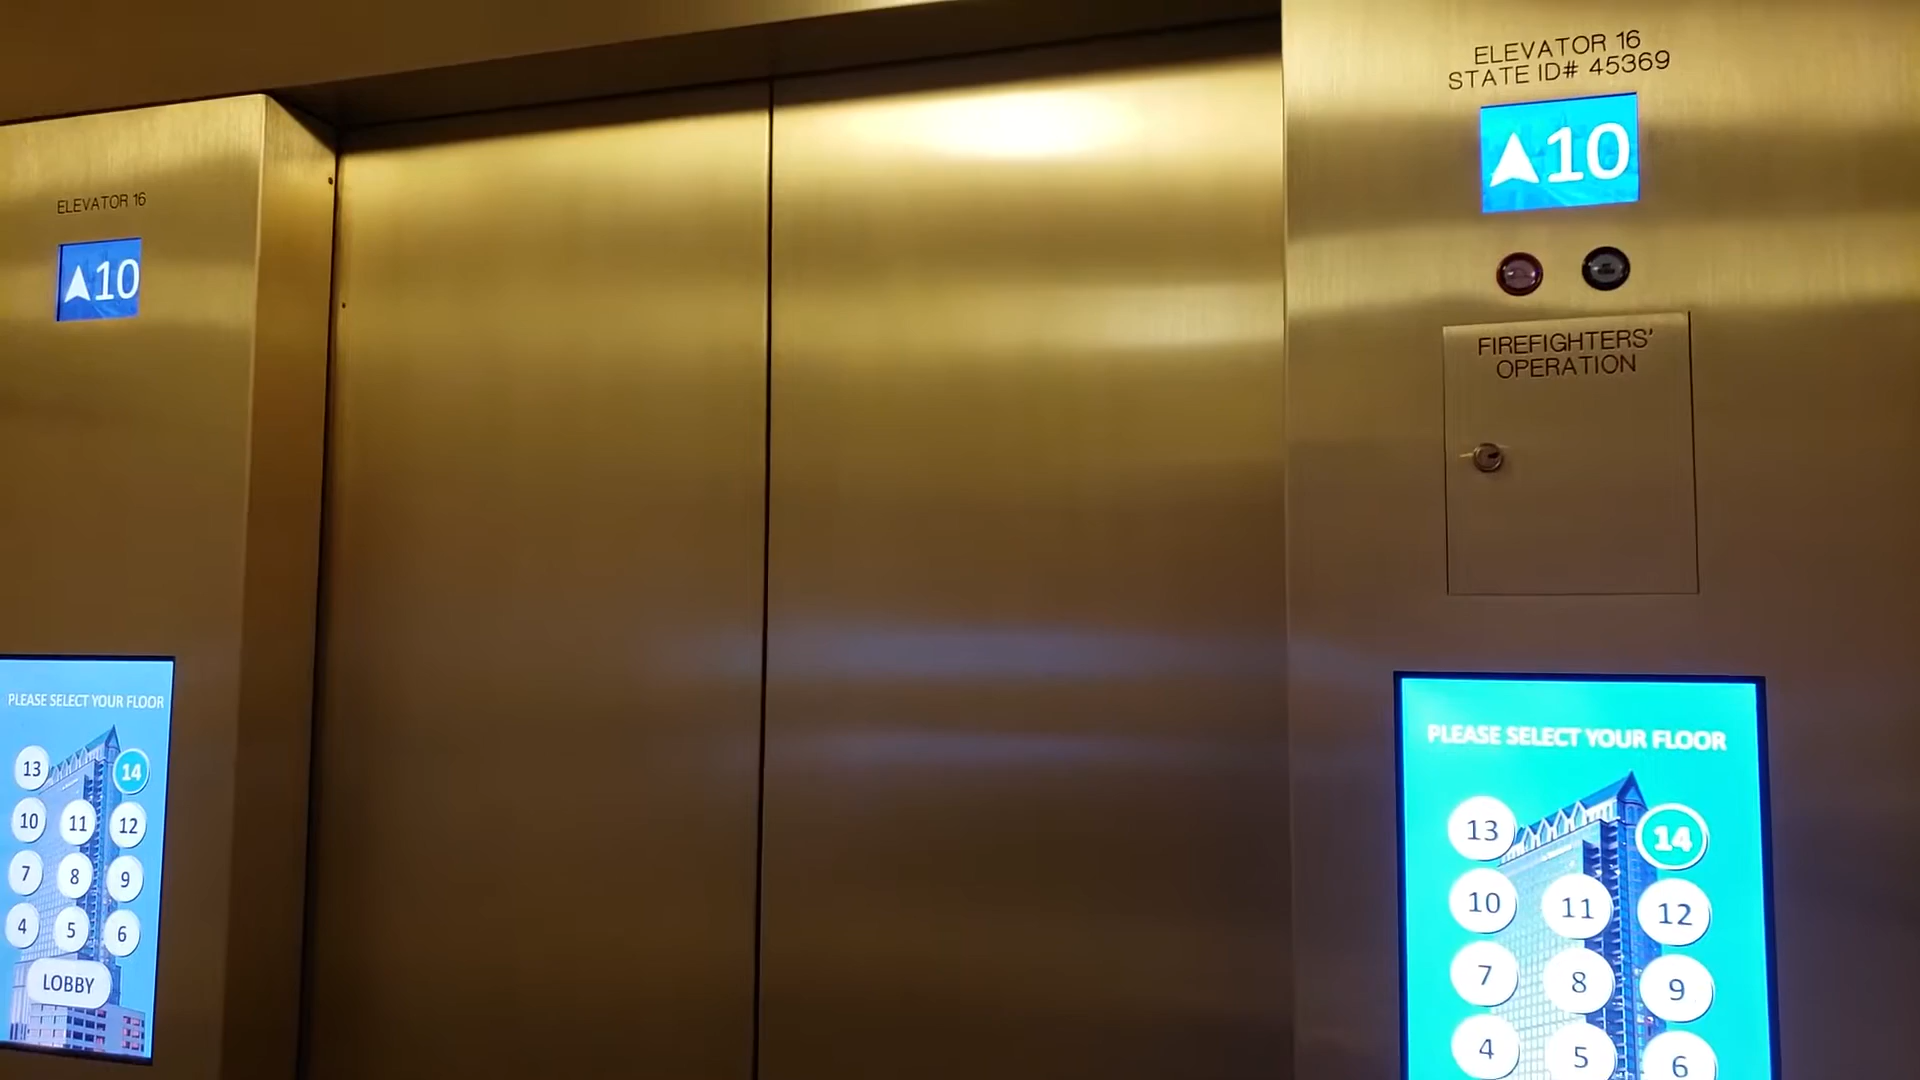 ELEVATOR 16
10
PLEASE SELECT YOUR FLOOR
13 14
10 11 12
7 8 9
4 5 6
LOBBY
ELEVATOR 16
STATE ID# 45369
10
FIREFIGHTERS'
OPERATION
PLEASE SELECT YOUR FLOOR
13 14
10 11 12
7 8 9
4 5 6